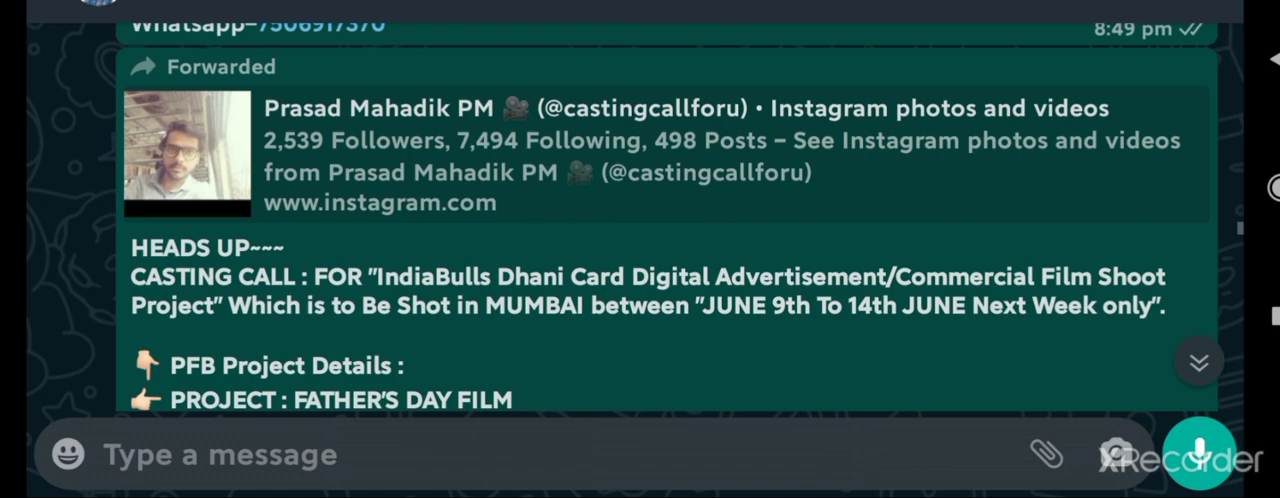 Whatsapp-7506917370
8:49 pm
Forwarded
Prasad Mahadik PM 🎥 (@castingcallforu) • Instagram photos and videos
2,539 Followers, 7,494 Following, 498 Posts – See Instagram photos and videos
from Prasad Mahadik PM 🎥 (@castingcallforu)
www.instagram.com
HEADS UP~~~
CASTING CALL : FOR "IndiaBulls Dhani Card Digital Advertisement/Commercial Film Shoot
Project" Which is to Be Shot in MUMBAI between "JUNE 9th To 14th JUNE Next Week only".
👇🏻 PFB Project Details :
👉🏻 PROJECT : FATHER'S DAY FILM
Type a message
XRecorder